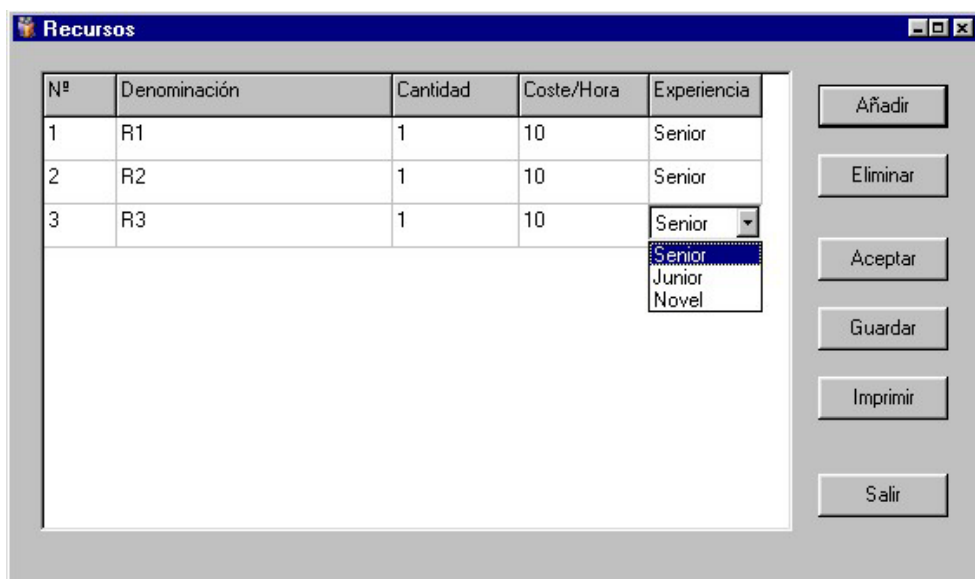 Recursos
Nº Denominación Cantidad Coste/Hora Experiencia
1 R1 1 10 Senior
2 R2 1 10 Senior
3 R3 1 10 Senior
Senior
Junior
Novel
Añadir
Eliminar
Aceptar
Guardar
Imprimir
Salir